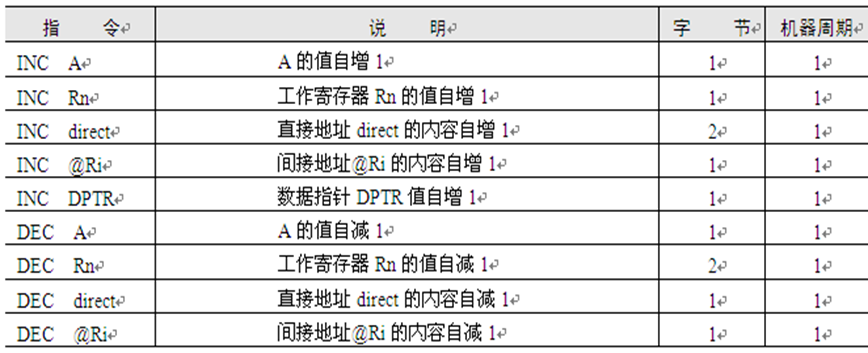 指 令 说 明 字 节 机器周期
INC A A 的值自增 1 1 1
INC Rn 工作寄存器 Rn 的值自增 1 1 1
INC direct 直接地址 direct 的内容自增 1 2 1
INC @Ri 间接地址@Ri 的内容自增 1 1 1
INC DPTR 数据指针 DPTR 值自增 1 1 1
DEC A A 的值自减 1 1 1
DEC Rn 工作寄存器 Rn 的值自减 1 2 1
DEC direct 直接地址 direct 的内容自减 1 1 1
DEC @Ri 间接地址@Ri 的内容自减 1 1 1